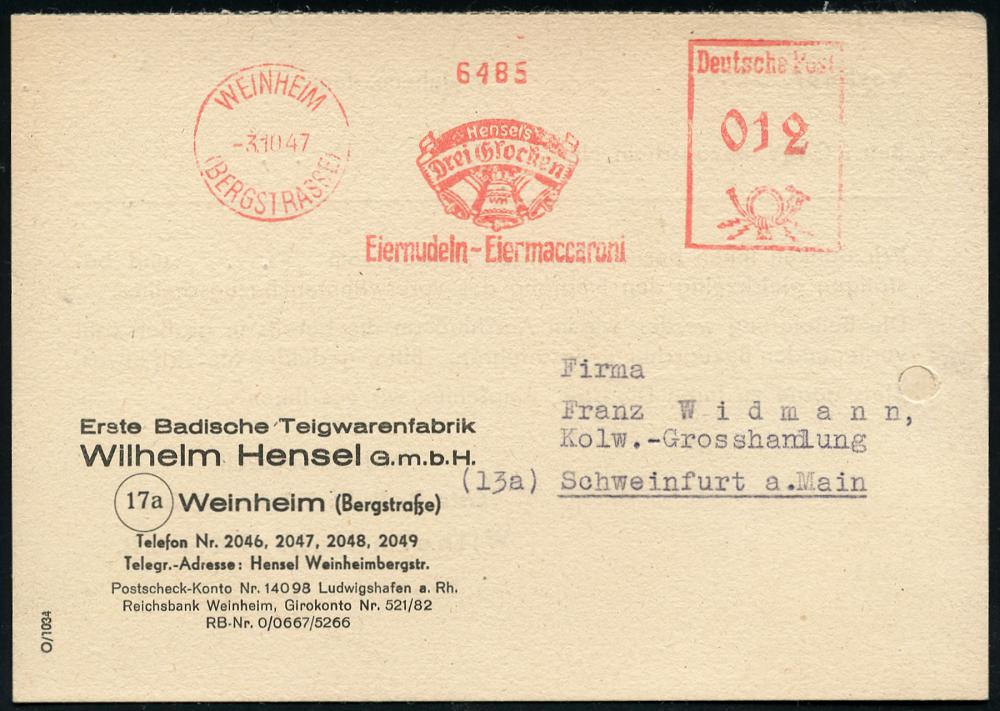 WEINHEIM
-3.10.47
(BERGSTRASSE)
6485
Hensel's
Drei Glocken
Eiernudeln - Eiermaccaroni
Deutsche Post
012
Firma
Franz Widmann,
Kolw.-Grosshandlung
(13a) Schweinfurt a.Main
Erste Badische Teigwarenfabrik
Wilhelm Hensel G.m.b.H.
17a Weinheim (Bergstraße)
Telefon Nr. 2046, 2047, 2048, 2049
Telegr.-Adresse: Hensel Weinheimbergstr.
Postscheck-Konto Nr. 14098 Ludwigshafen a. Rh.
Reichsbank Weinheim, Girokonto Nr. 521/82
RB-Nr. 0/0667/5266
O/1034